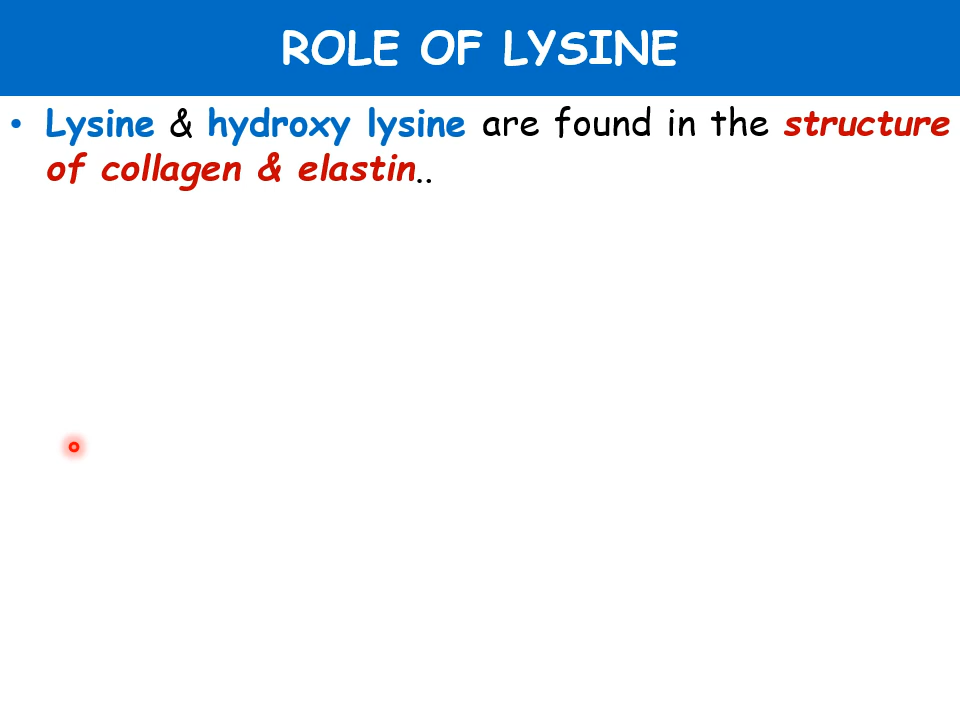 ROLE OF LYSINE
• Lysine & hydroxy lysine are found in the structure
of collagen & elastin..